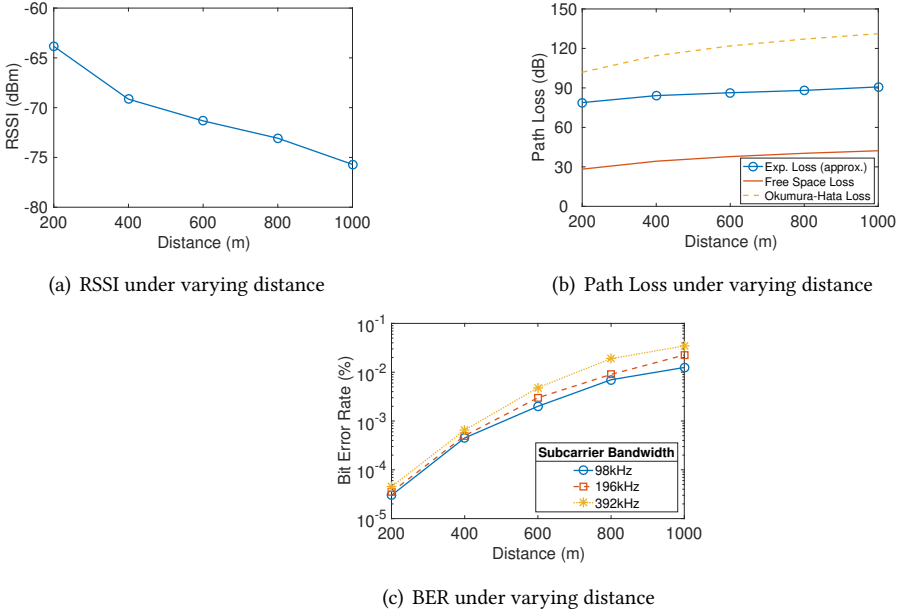 -60
-65
-70
-75
-80
200 400 600 800 1000
RSSI (dBm)
Distance (m)
(a) RSSI under varying distance
150
120
90
60
30
0
200 400 600 800 1000
Path Loss (dB)
Distance (m)
Exp. Loss (approx.)
Free Space Loss
Okumura-Hata Loss
(b) Path Loss under varying distance
10-1
10-2
10-3
10-4
10-5
200 400 600 800 1000
Bit Error Rate (%)
Distance (m)
Subcarrier Bandwidth
98kHz
196kHz
392kHz
(c) BER under varying distance